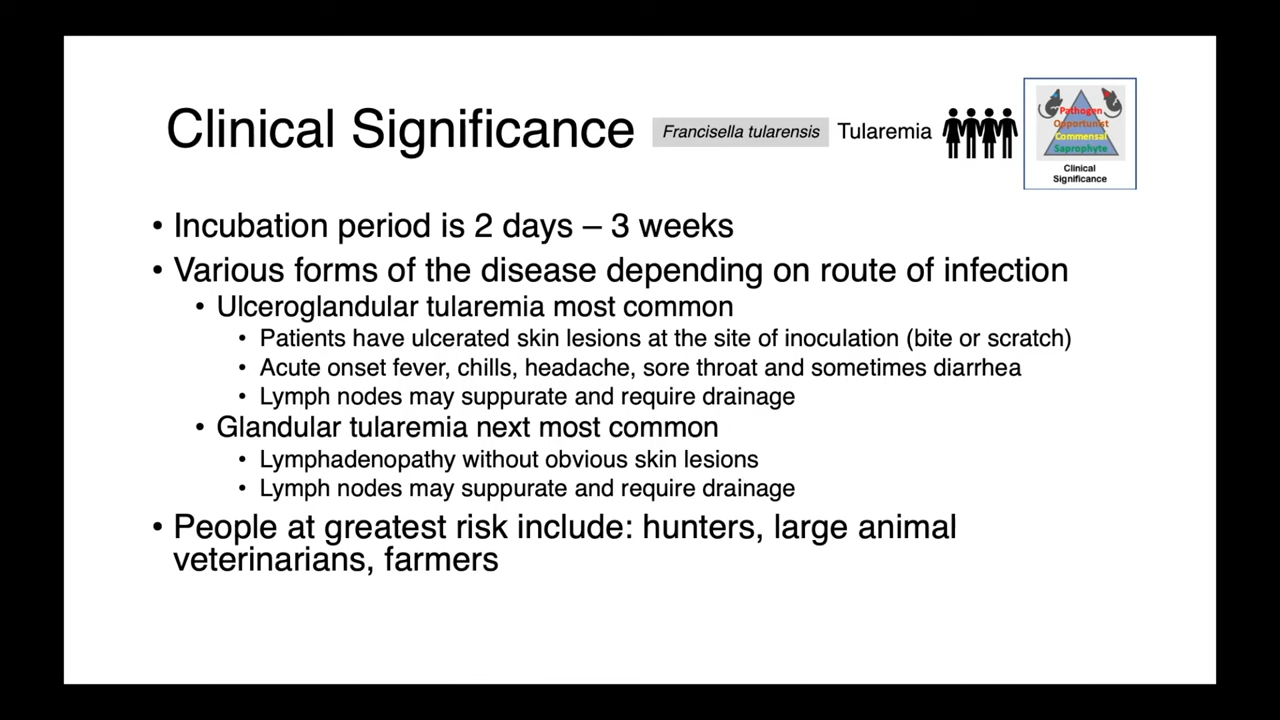 Clinical Significance
Francisella tularensis
Tularemia
Pathogen
Opportunist
Commensal
Saprophyte
Clinical
Significance
• Incubation period is 2 days – 3 weeks
• Various forms of the disease depending on route of infection
• Ulceroglandular tularemia most common
• Patients have ulcerated skin lesions at the site of inoculation (bite or scratch)
• Acute onset fever, chills, headache, sore throat and sometimes diarrhea
• Lymph nodes may suppurate and require drainage
• Glandular tularemia next most common
• Lymphadenopathy without obvious skin lesions
• Lymph nodes may suppurate and require drainage
• People at greatest risk include: hunters, large animal
veterinarians, farmers